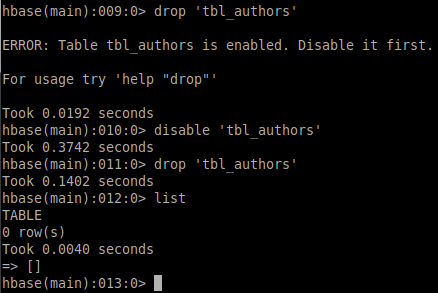 hbase(main):009:0> drop 'tbl_authors'
ERROR: Table tbl_authors is enabled. Disable it first.
For usage try 'help "drop"'
Took 0.0192 seconds
hbase(main):010:0> disable 'tbl_authors'
Took 0.3742 seconds
hbase(main):011:0> drop 'tbl_authors'
Took 0.1402 seconds
hbase(main):012:0> list
TABLE
0 row(s)
Took 0.0040 seconds
=> []
hbase(main):013:0>